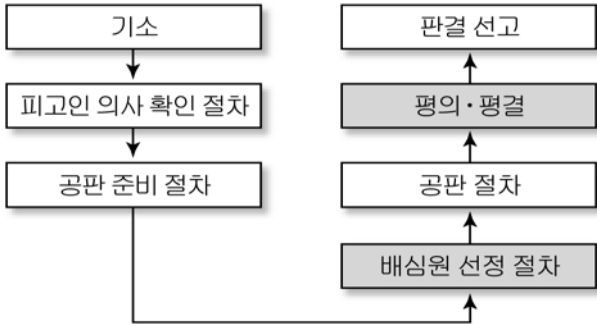 기소
피고인 의사 확인 절차
공판 준비 절차
배심원 선정 절차
공판 절차
평의·평결
판결 선고